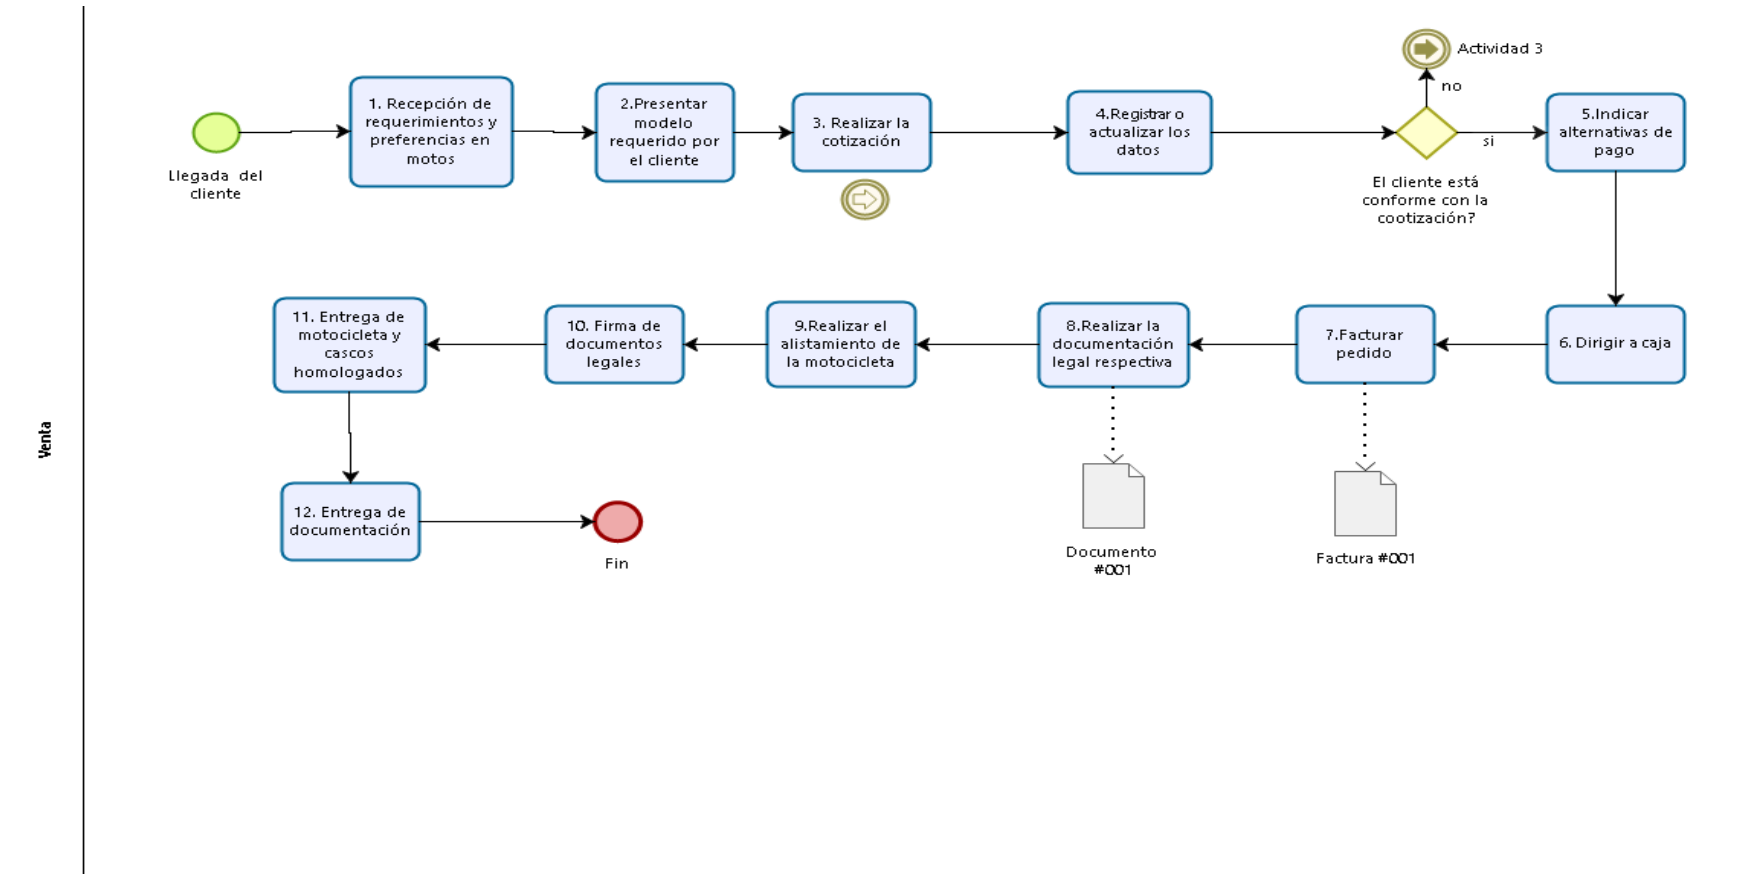 Venta
Llegada del
cliente
1. Recepción de
requerimientos y
preferencias en
motos
2.Presentar
modelo
requerido por
el cliente
3. Realizar la
cotización
4.Registrar o
actualizar los
datos
Actividad 3
no
si
El cliente está
conforme con la
cootización?
5.Indicar
alternativas de
pago
6. Dirigir a caja
7.Facturar
pedido
Factura #001
8.Realizar la
documentación
legal respectiva
Documento
#001
9.Realizar el
alistamiento de
la motocicleta
10. Firma de
documentos
legales
11. Entrega de
motocicleta y
cascos
homologados
12. Entrega de
documentación
Fin